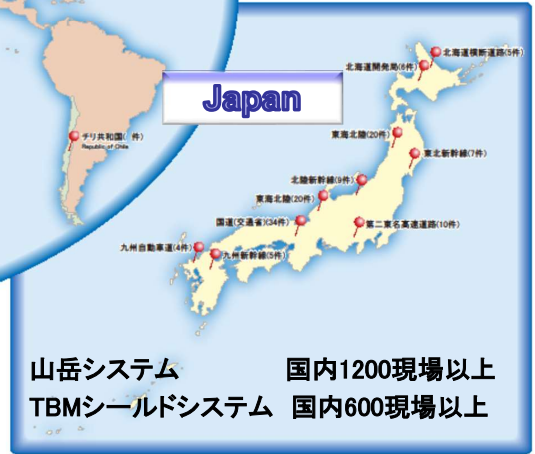 Japan
北海道横断道路(5件)
北海道開発局(6件)
チリ共和国( 件)
Republic of Chile
東海北陸(20件)
東北新幹線(7件)
北陸新幹線(9件)
東海北陸(20件)
国道(交通省)(34件)
第二東名高速道路(10件)
九州自動車道(4件)
九州新幹線(5件)
山岳システム 国内1200現場以上
TBMシールドシステム 国内600現場以上